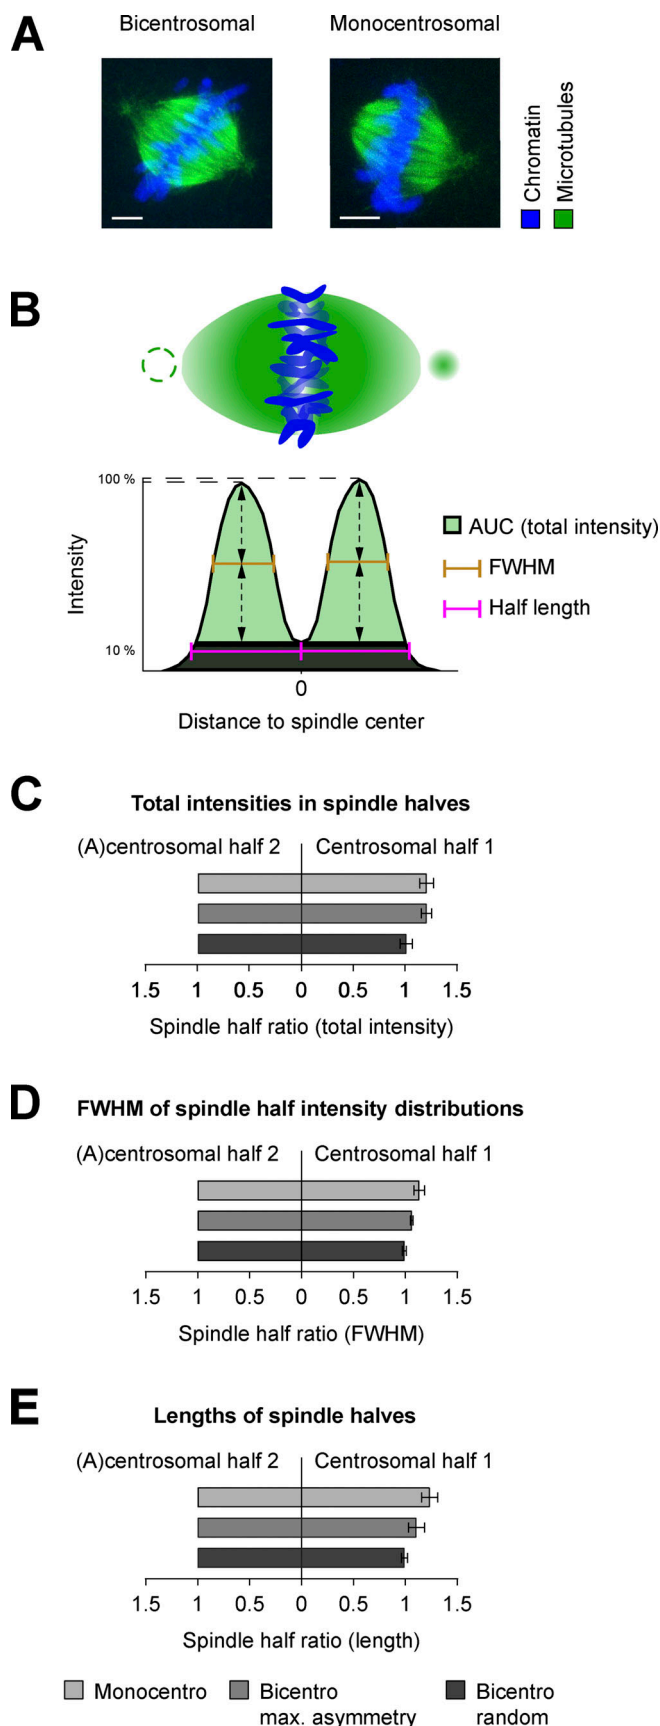 A
Bicentrosomal
Monocentrosomal
Chromatin
Microtubules
B
100 %
Intensity
10 %
0
Distance to spindle center
AUC (total intensity)
FWHM
Half length
C
Total intensities in spindle halves
(A)centrosomal half 2
Centrosomal half 1
1.5 1 0.5 0 0.5 1 1.5
Spindle half ratio (total intensity)
D
FWHM of spindle half intensity distributions
(A)centrosomal half 2
Centrosomal half 1
1.5 1 0.5 0 0.5 1 1.5
Spindle half ratio (FWHM)
E
Lengths of spindle halves
(A)centrosomal half 2
Centrosomal half 1
1.5 1 0.5 0 0.5 1 1.5
Spindle half ratio (length)
Monocentro
Bicentro
max. asymmetry
Bicentro
random